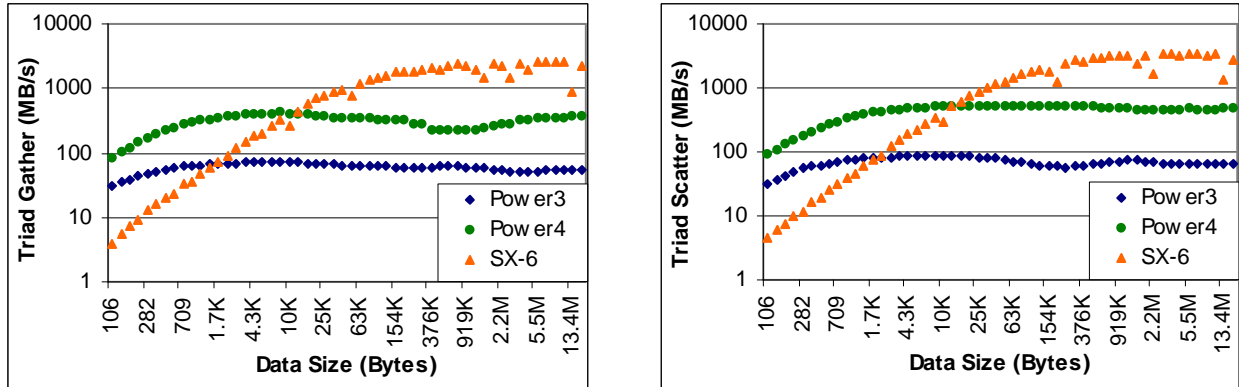 Triad Gather (MB/s)
10000
1000
100
10
1
Power3
Power4
SX-6
106 282 709 1.7K 4.3K 10K 25K 63K 154K 376K 919K 2.2M 5.5M 13.4M
Data Size (Bytes)
Triad Scatter (MB/s)
10000
1000
100
10
1
Power3
Power4
SX-6
106 282 709 1.7K 4.3K 10K 25K 63K 154K 376K 919K 2.2M 5.5M 13.4M
Data Size (Bytes)